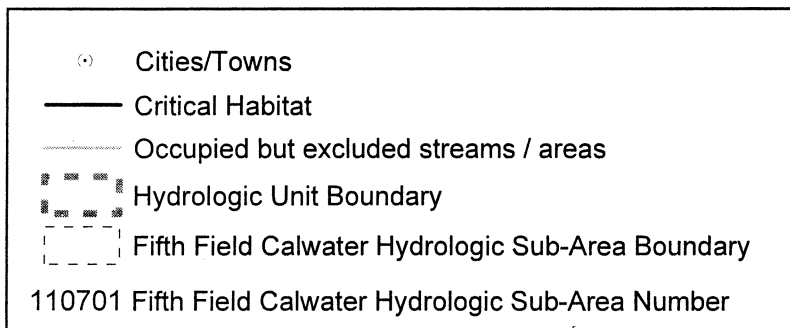 Cities/Towns
Critical Habitat
Occupied but excluded streams / areas
Hydrologic Unit Boundary
Fifth Field Calwater Hydrologic Sub-Area Boundary
110701 Fifth Field Calwater Hydrologic Sub-Area Number